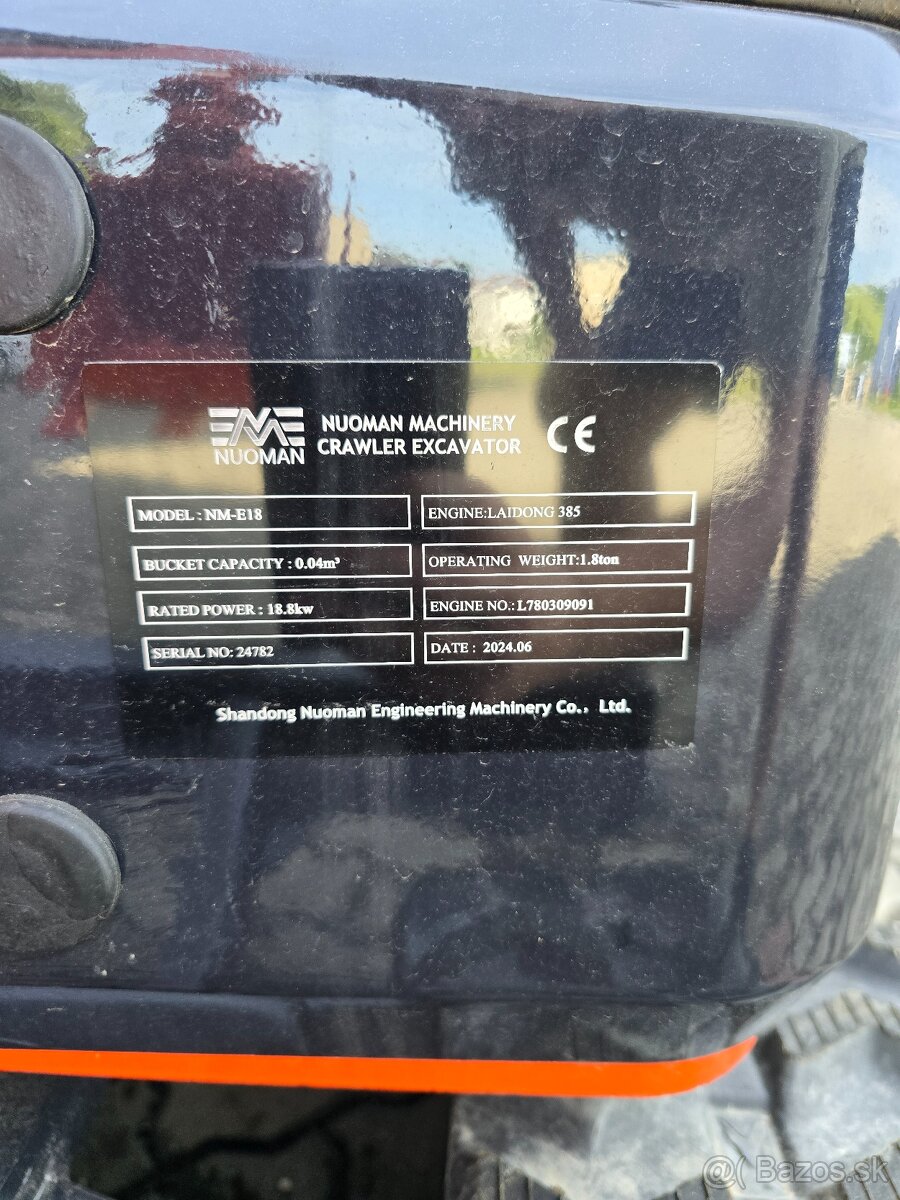 NUOMAN
NUOMAN MACHINERY
CRAWLER EXCAVATOR
CE
MODEL : NM-E18
ENGINE:LAIDONG 385
BUCKET CAPACITY : 0.04m³
OPERATING WEIGHT:1.8ton
RATED POWER : 18.8kw
ENGINE NO.: L780309091
SERIAL NO: 24782
DATE : 2024.06
Shandong Nuoman Engineering Machinery Co., Ltd.
@( Bazos.sk